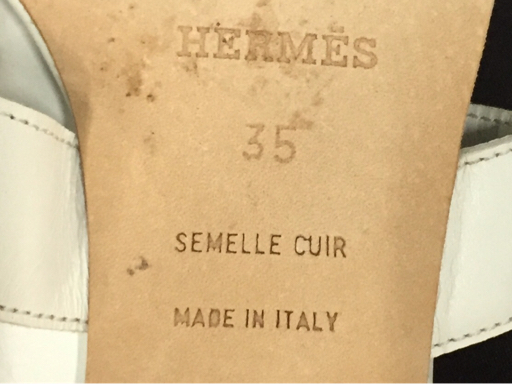 HERMÈS
35
SEMELLE CUIR
MADE IN ITALY